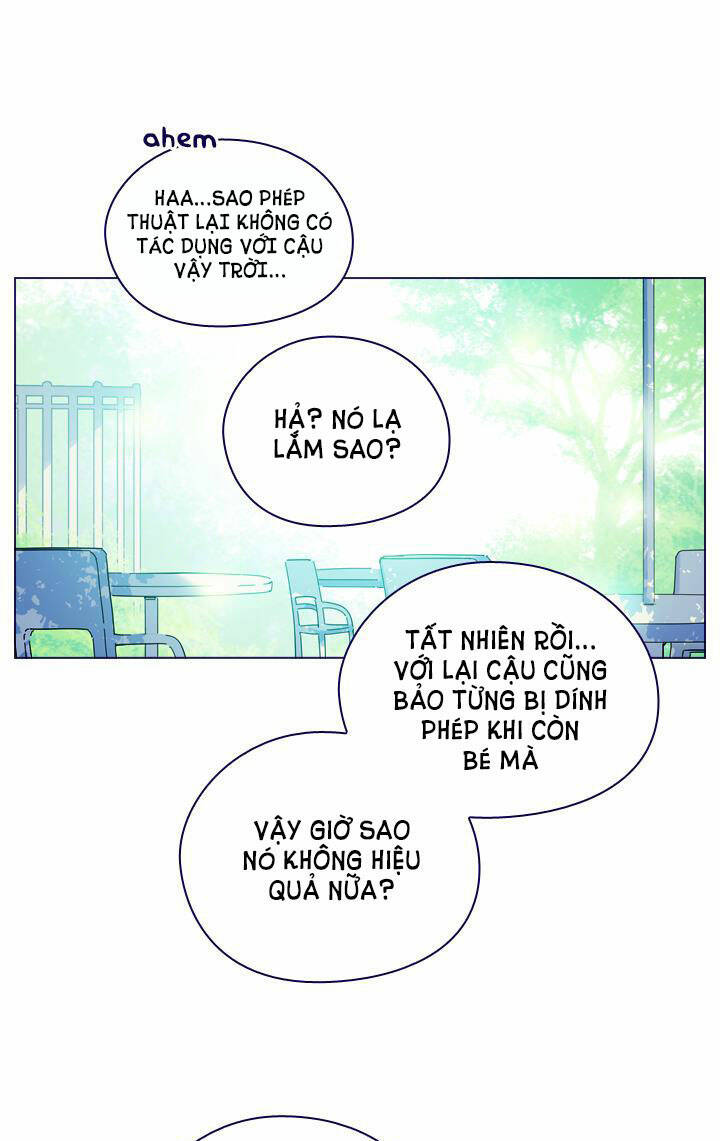 ahem
HAA...SAO PHÉP
THUẬT LẠI KHÔNG CÓ
TÁC DỤNG VỚI CẬU
VẬY TRỜI...
HẢ? NÓ LẠ
LẮM SAO?
TẤT NHIÊN RỒI...
VỚI LẠI CẬU CŨNG
BẢO TỪNG BỊ DÍNH
PHÉP KHI CÒN
BÉ MÀ
VẬY GIỜ SAO
NÓ KHÔNG HIỆU
QUẢ NỮA?